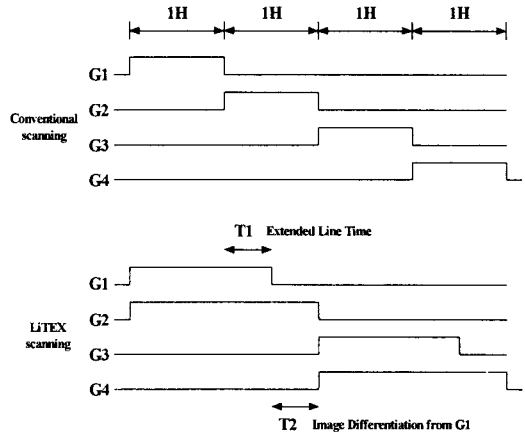 1H 1H 1H 1H
G1
G2
Conventional
scanning
G3
G4
T1 Extended Line Time
G1
G2
LiTEX
scanning
G3
G4
T2 Image Differentiation from G1